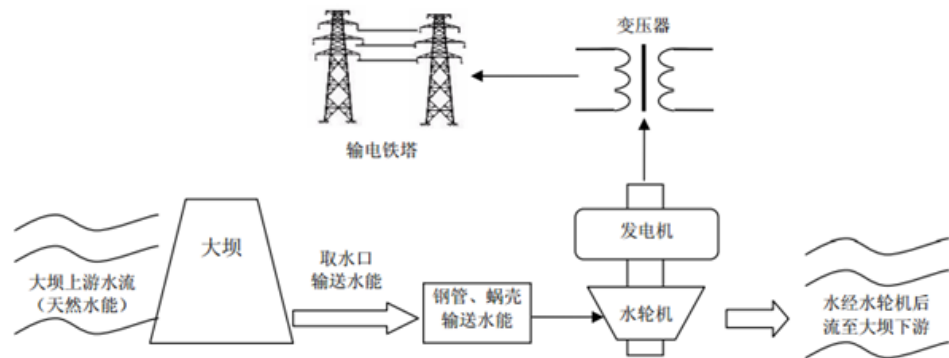 变压器
输电铁塔
发电机
大坝
取水口
输送水能
大坝上游水流
（天然水能）
钢管、蜗壳
输送水能
水轮机
水经水轮机后
流至大坝下游